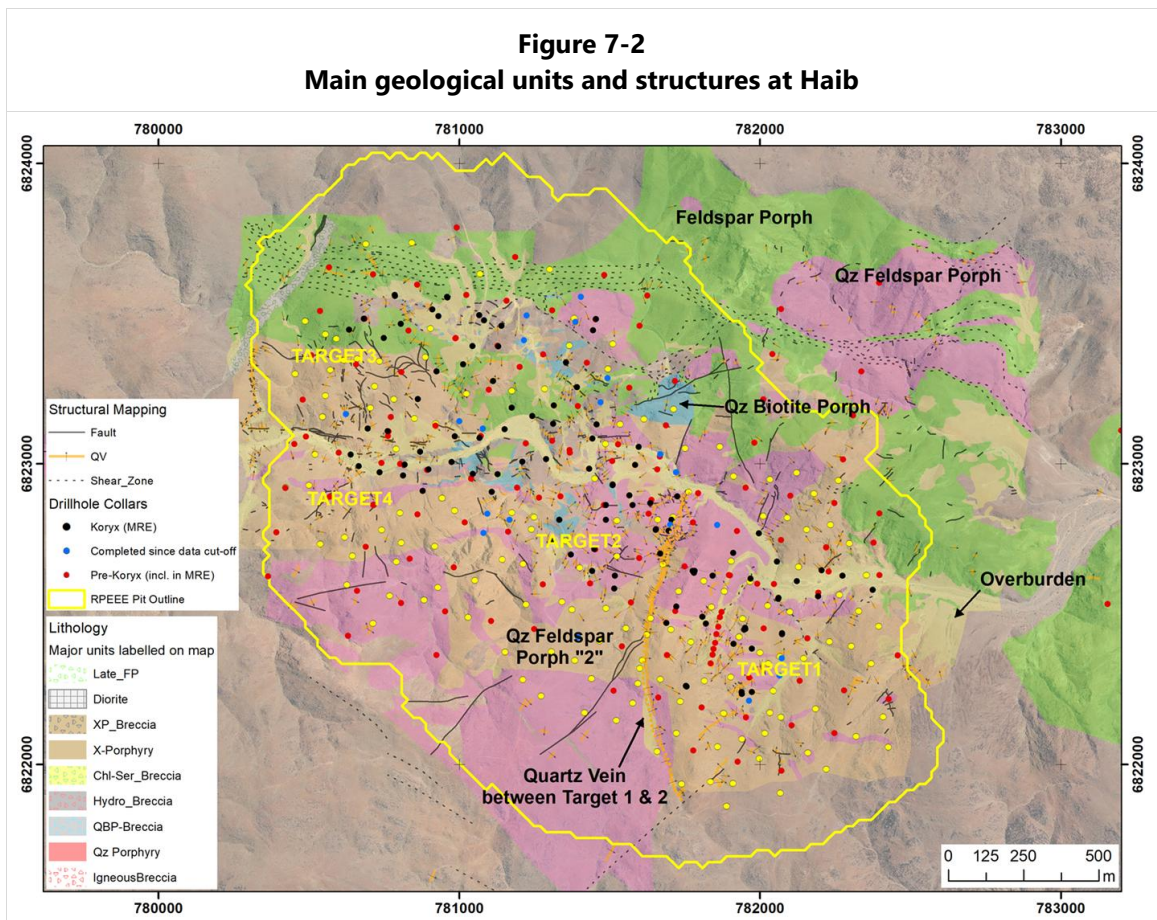 Figure 7-2
Main geological units and structures at Haib
780000 781000 782000 783000
6824000 6824000
Feldspar Porph
Qz Feldspar Porph
TARGET3
Qz Biotite Porph
6823000 6823000
TARGET4
TARGET2
Overburden
Qz Feldspar
Porph "2"
TARGET1
6822000 6822000
Quartz Vein
between Target 1 & 2
Structural Mapping
Fault
QV
Shear_Zone
Drillhole Collars
Koryx (MRE)
Completed since data cut-off
Pre-Koryx (incl. in MRE)
RPEEE Pit Outline
Lithology
Major units labelled on map
Late_FP
Diorite
XP_Breccia
X-Porphyry
Chl-Ser_Breccia
Hydro_Breccia
QBP-Breccia
Qz Porphyry
IgneousBreccia
0 125 250 500
m
780000 781000 782000 783000